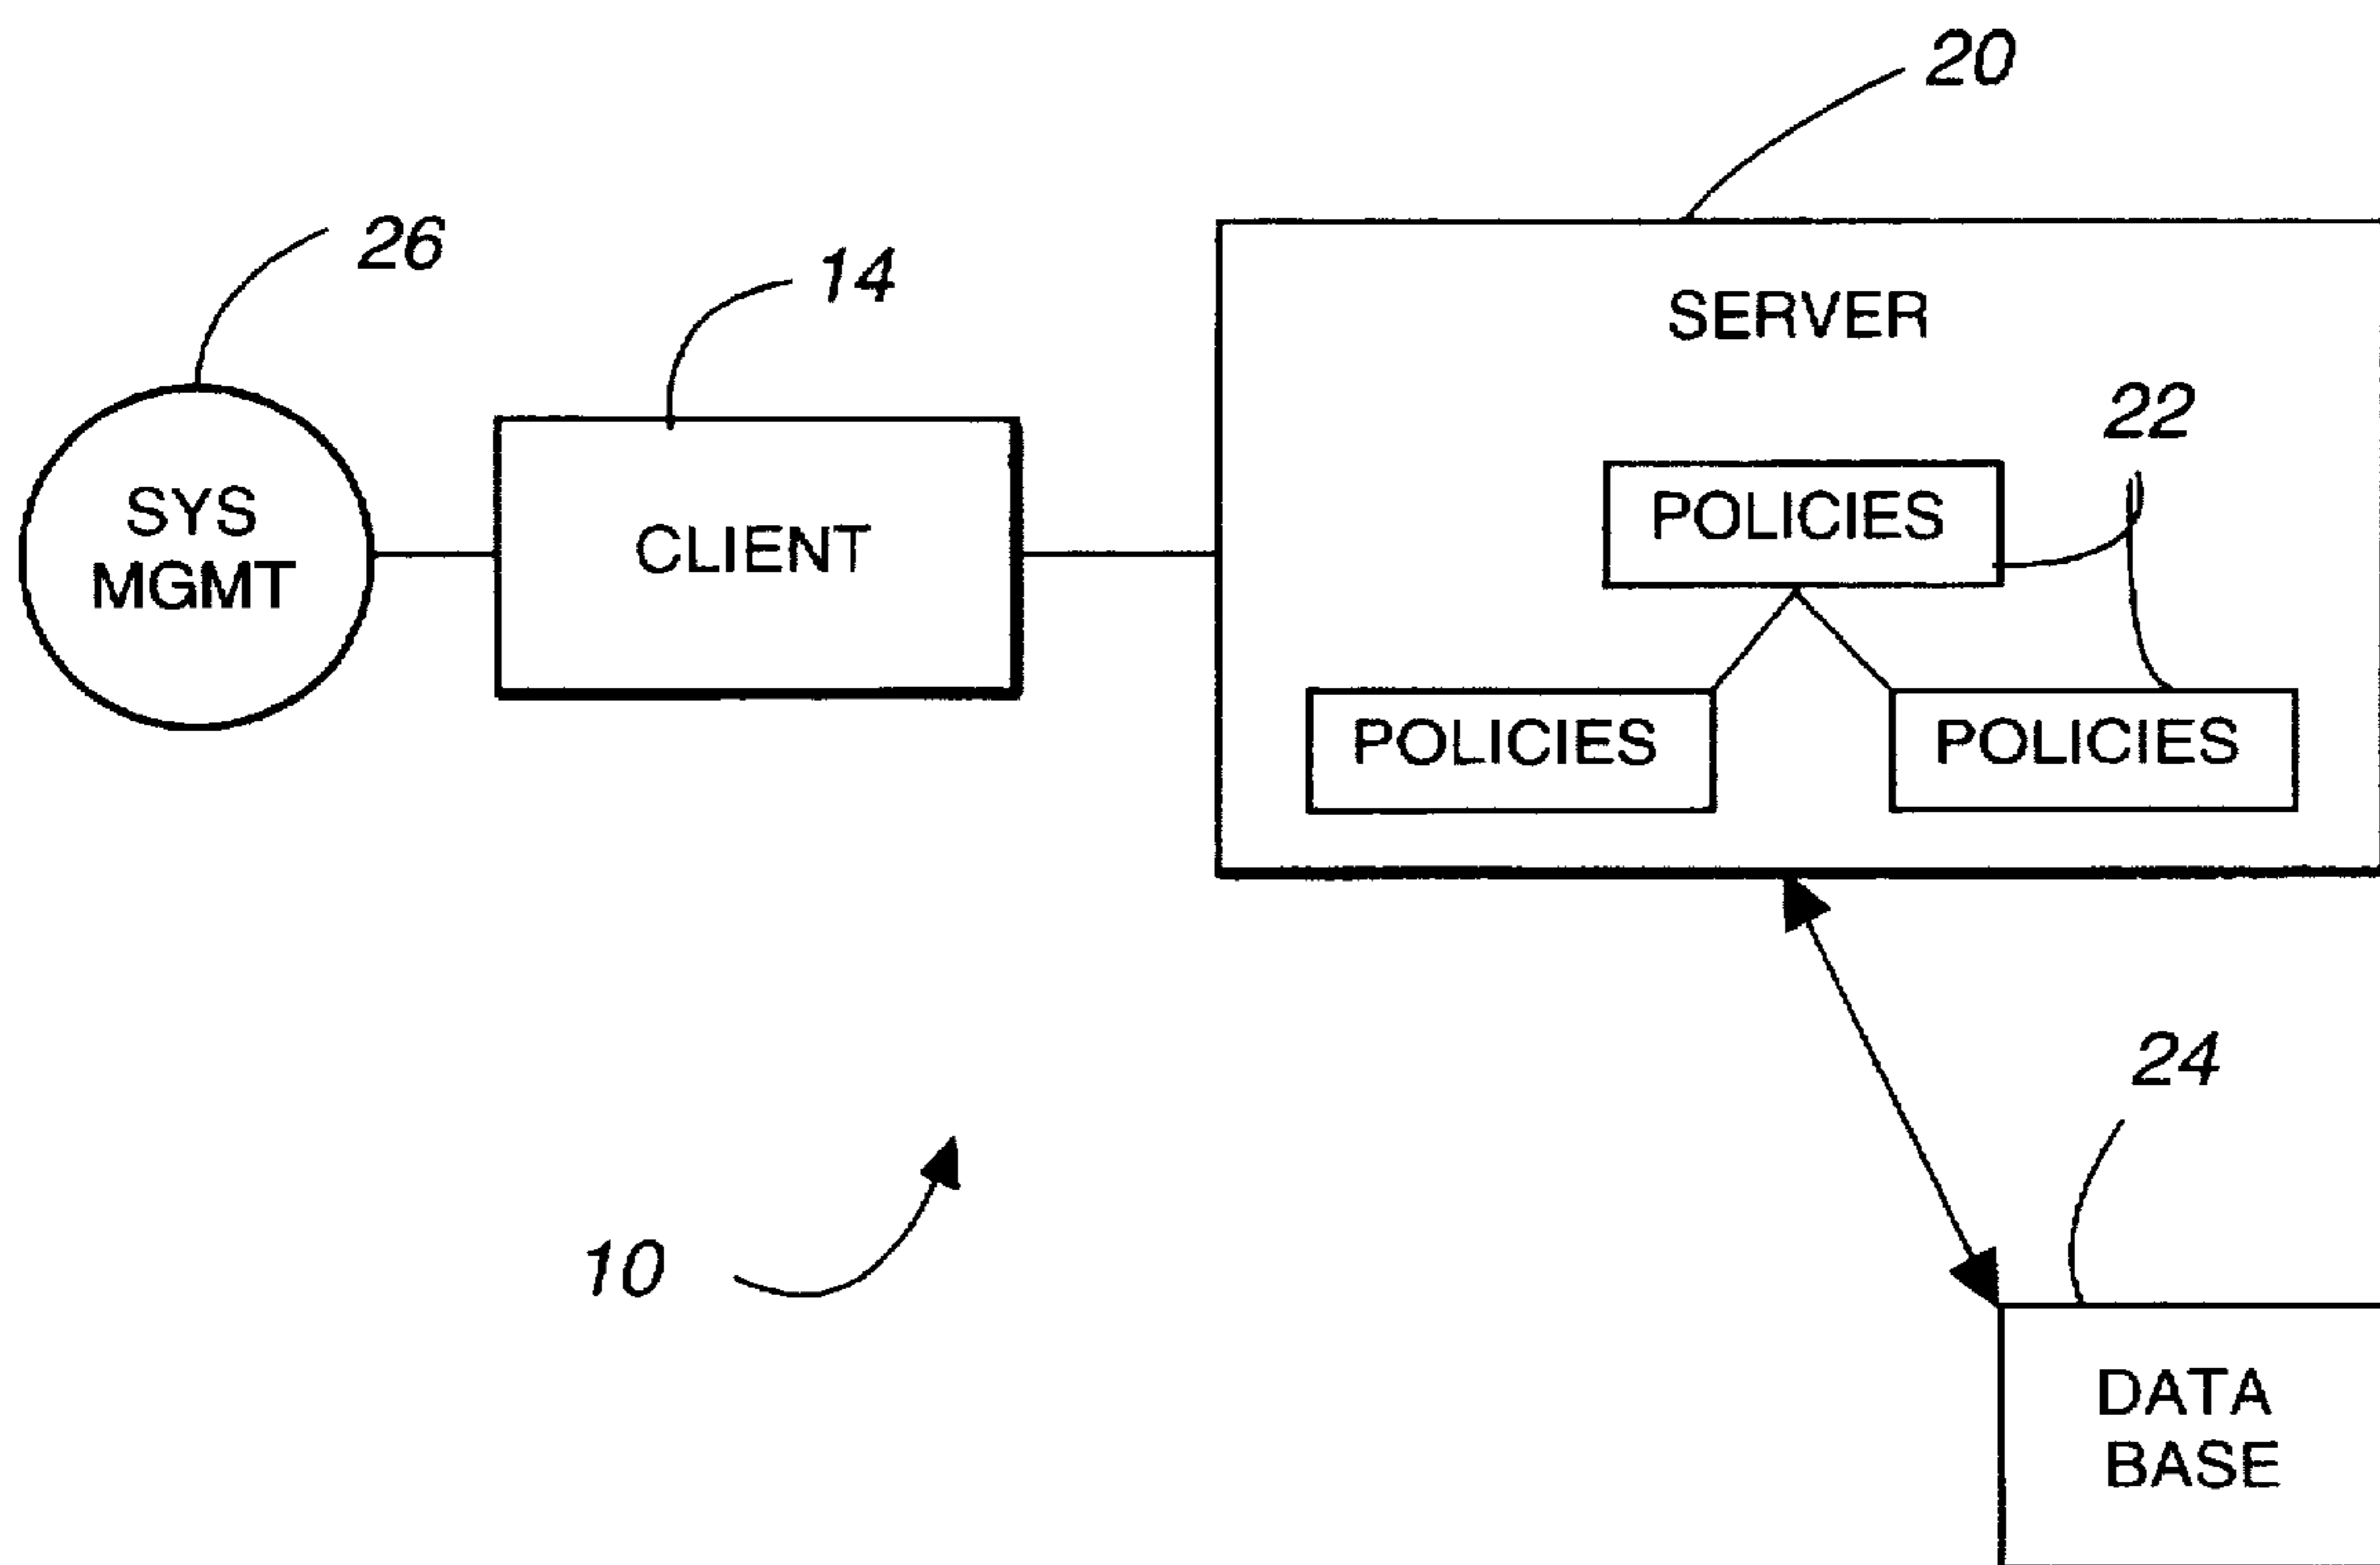 20
26
14
SERVER
22
SYS
MGMT
CLIENT
POLICIES
POLICIES
POLICIES
24
10
DATA
BASE